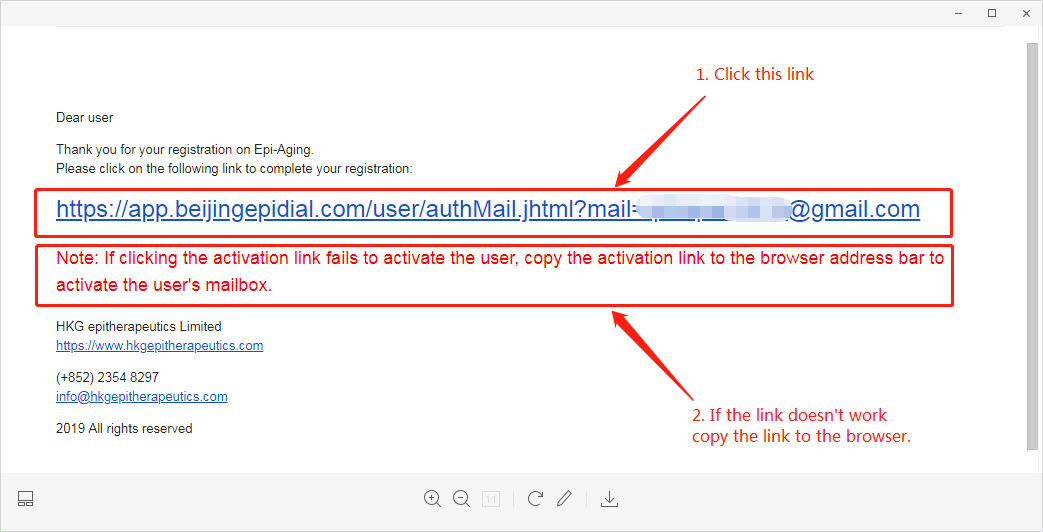 1. Click this link
Dear user
Thank you for your registration on Epi-Aging.
Please click on the following link to complete your registration:
https://app.beijingepidial.com/user/authMail.jhtml?mail= @gmail.com
Note: If clicking the activation link fails to activate the user, copy the activation link to the browser address bar to
activate the user's mailbox.
HKG epitherapeutics Limited
https://www.hkgepitherapeutics.com
(+852) 2354 8297
info@hkgepitherapeutics.com
2. If the link doesn't work
copy the link to the browser.
2019 All rights reserved
1:1